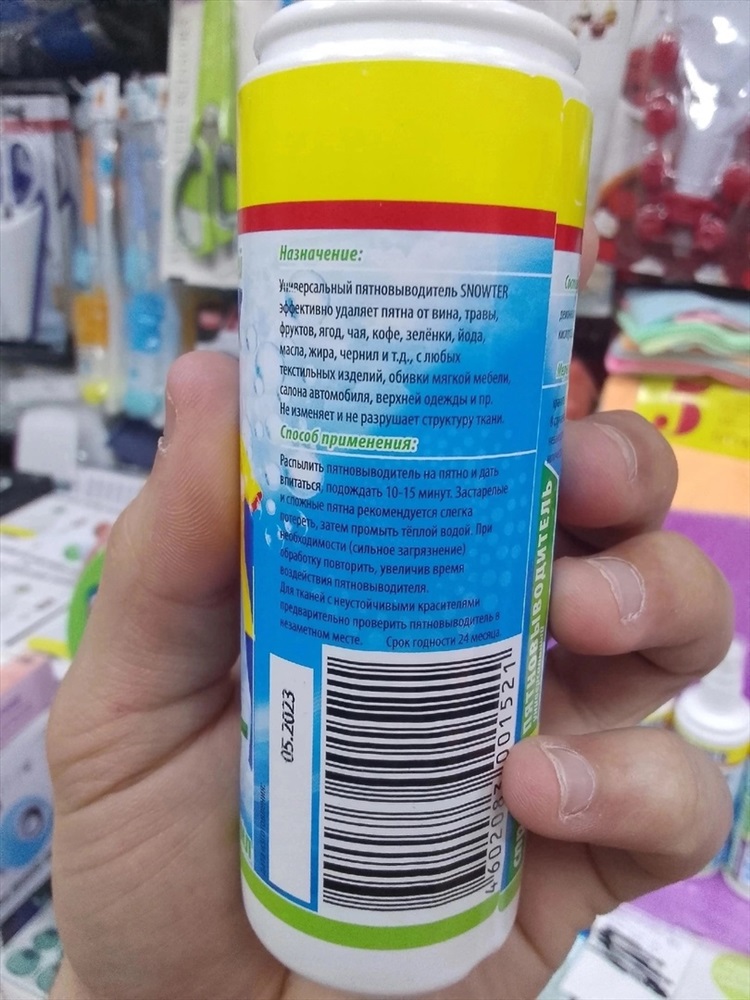 Назначение:
Универсальный пятновыводитель SNOWTER
эффективно удаляет пятна от вина, травы,
фруктов, ягод, чая, кофе, зелёнки, йода,
масла, жира, чернил и т.д., с любых
текстильных изделий, обивки мягкой мебели,
салона автомобиля, верхней одежды и пр.
Не изменяет и не разрушает структуру ткани.
Способ применения:
Распылить пятновыводитель на пятно и дать
впитаться, подождать 10-15 минут. Застарелые
и сложные пятна рекомендуется слегка
потереть, затем промыть тёплой водой. При
необходимости (сильное загрязнение)
обработку повторить, увеличив время
воздействия пятновыводителя.
Для тканей с неустойчивыми красителями
предварительно проверить пятновыводитель в
незаметном месте. Срок годности 24 месяца
05.2023
ПЯТНОВЫВОДИТЕЛЬ